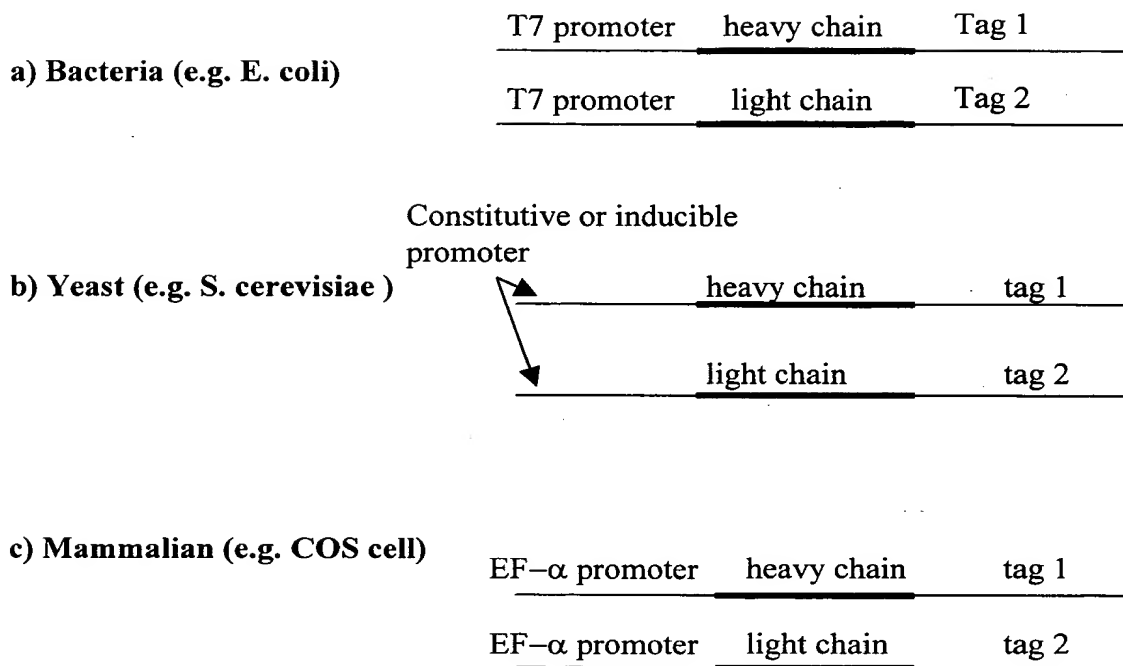 T7 promoter heavy chain Tag 1
a) Bacteria (e.g. E. coli)
T7 promoter light chain Tag 2
Constitutive or inducible
promoter
b) Yeast (e.g. S. cerevisiae ) heavy chain tag 1
light chain tag 2
c) Mammalian (e.g. COS cell)
EF–α promoter heavy chain tag 1
EF–α promoter light chain tag 2